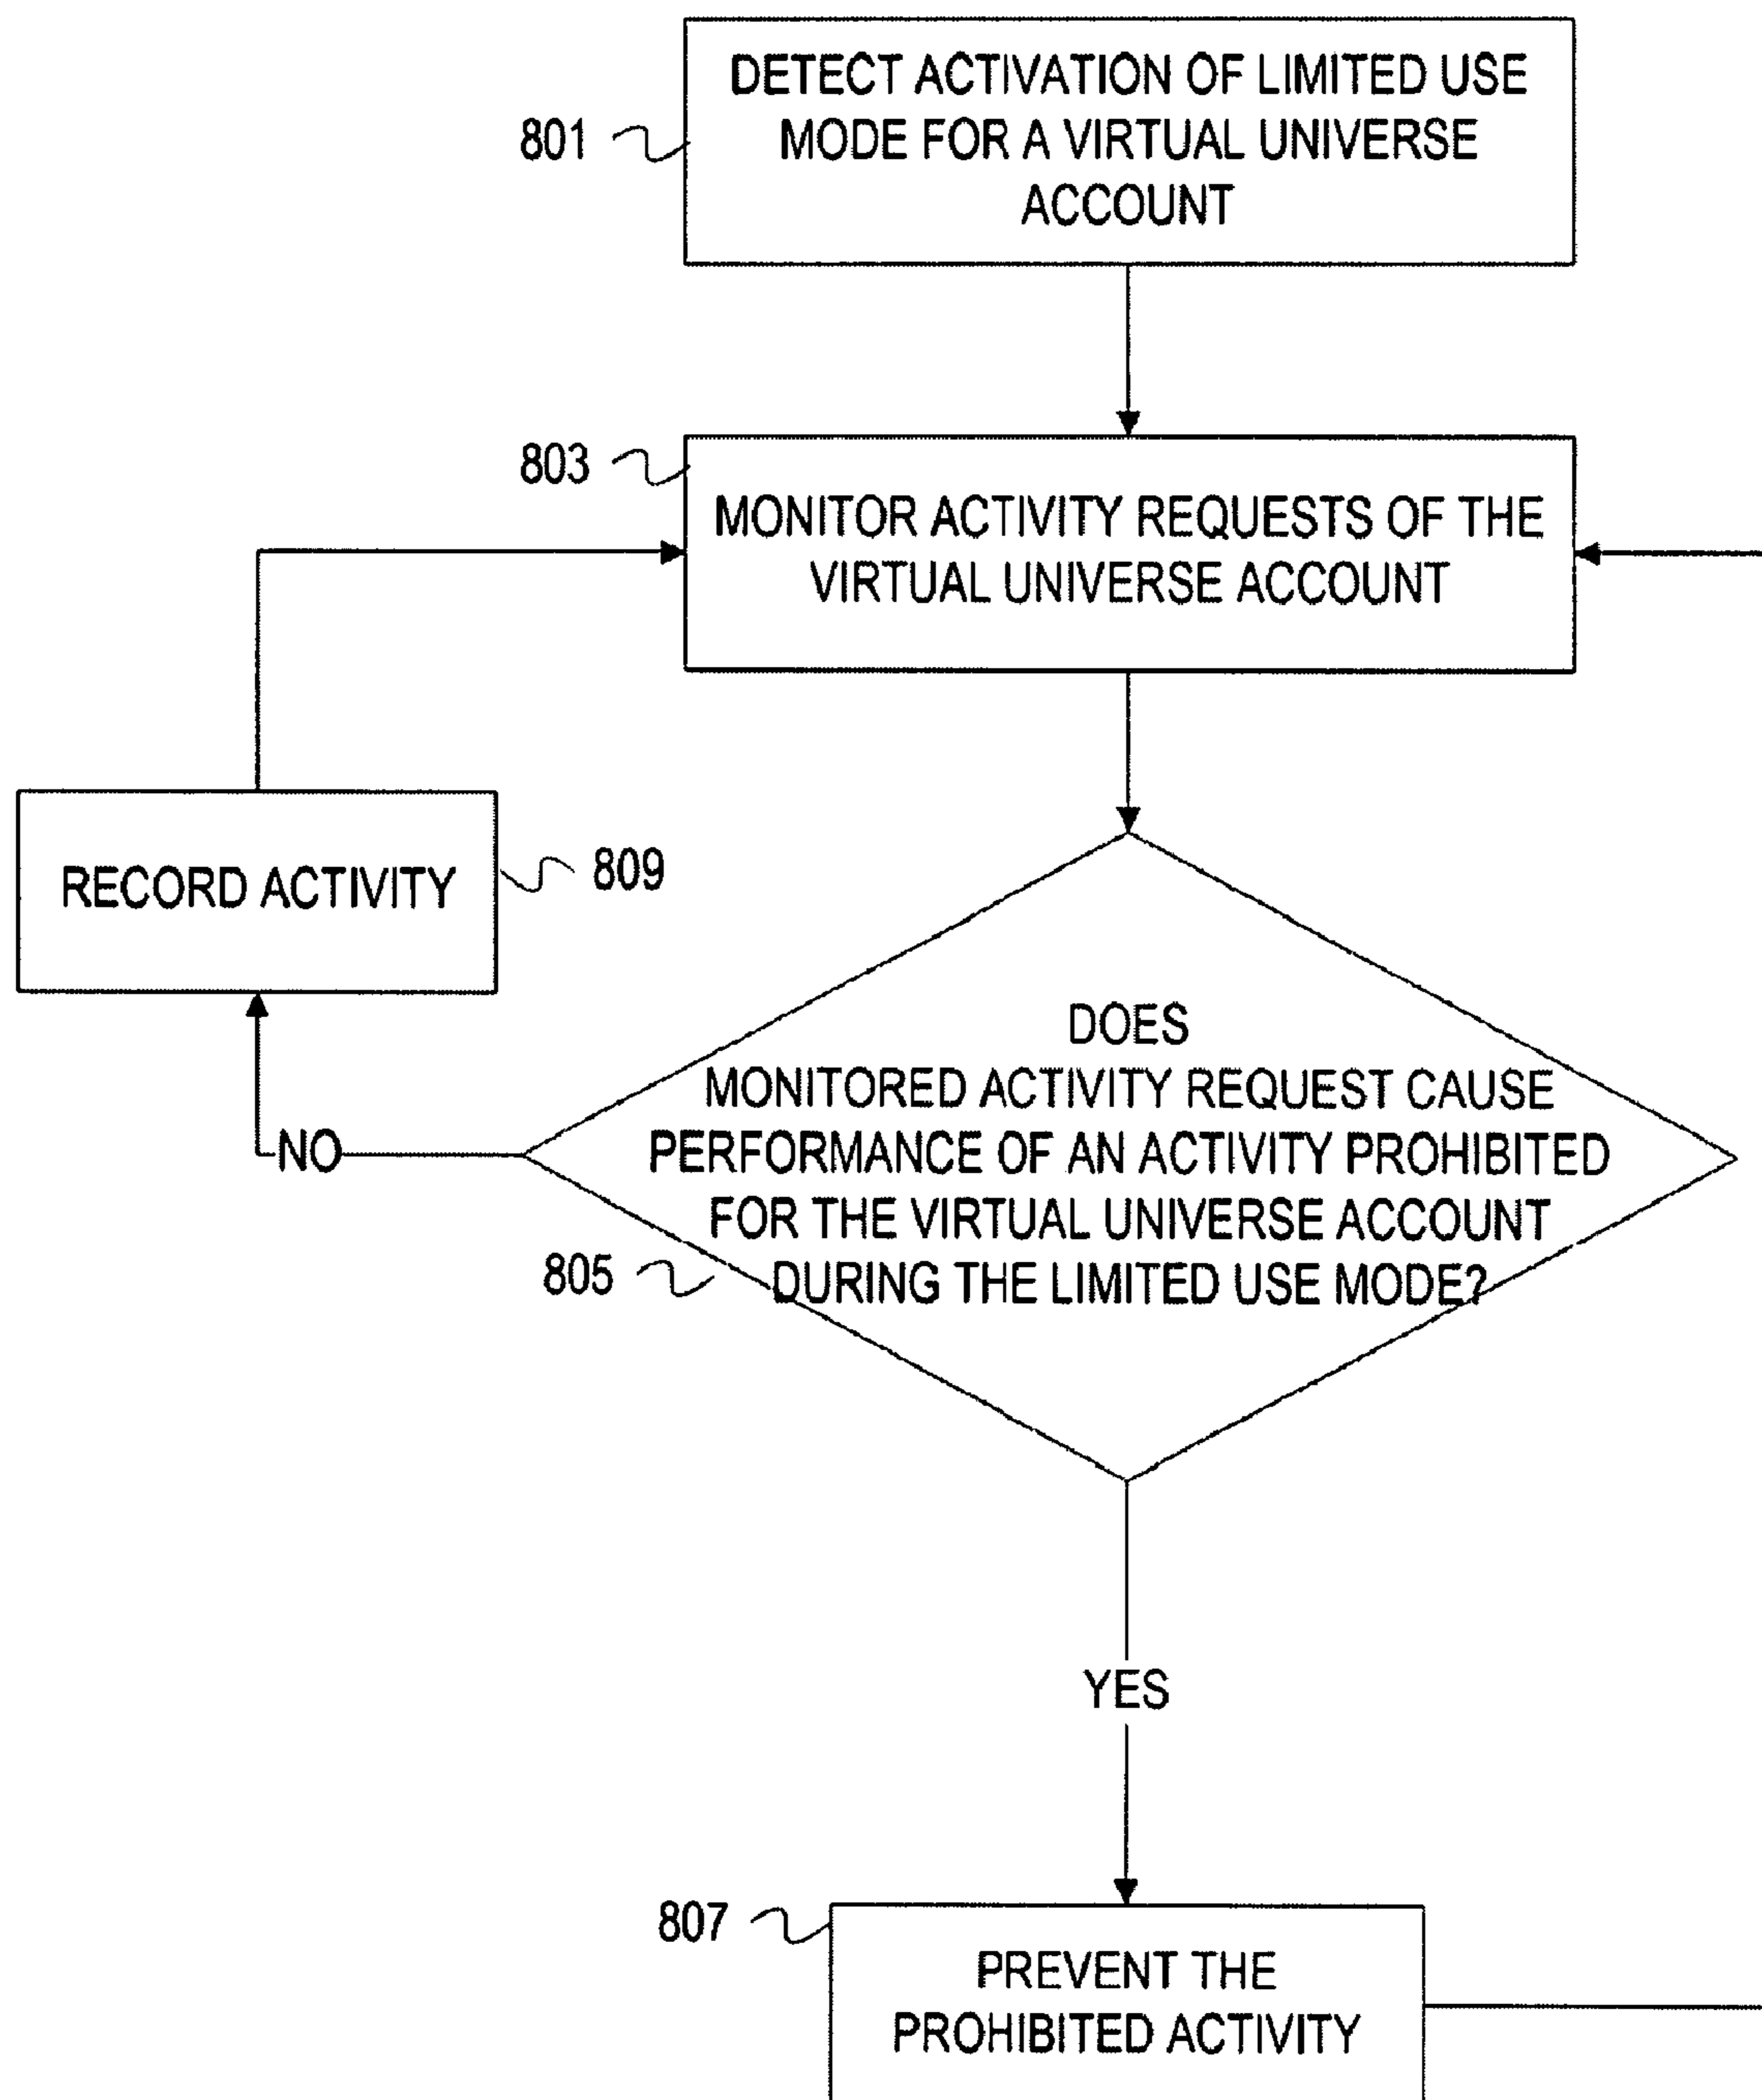 DETECT ACTIVATION OF LIMITED USE
MODE FOR A VIRTUAL UNIVERSE
ACCOUNT
801
803
MONITOR ACTIVITY REQUESTS OF THE
VIRTUAL UNIVERSE ACCOUNT
RECORD ACTIVITY
809
DOES
MONITORED ACTIVITY REQUEST CAUSE
PERFORMANCE OF AN ACTIVITY PROHIBITED
FOR THE VIRTUAL UNIVERSE ACCOUNT
DURING THE LIMITED USE MODE?
NO
805
YES
807
PREVENT THE
PROHIBITED ACTIVITY